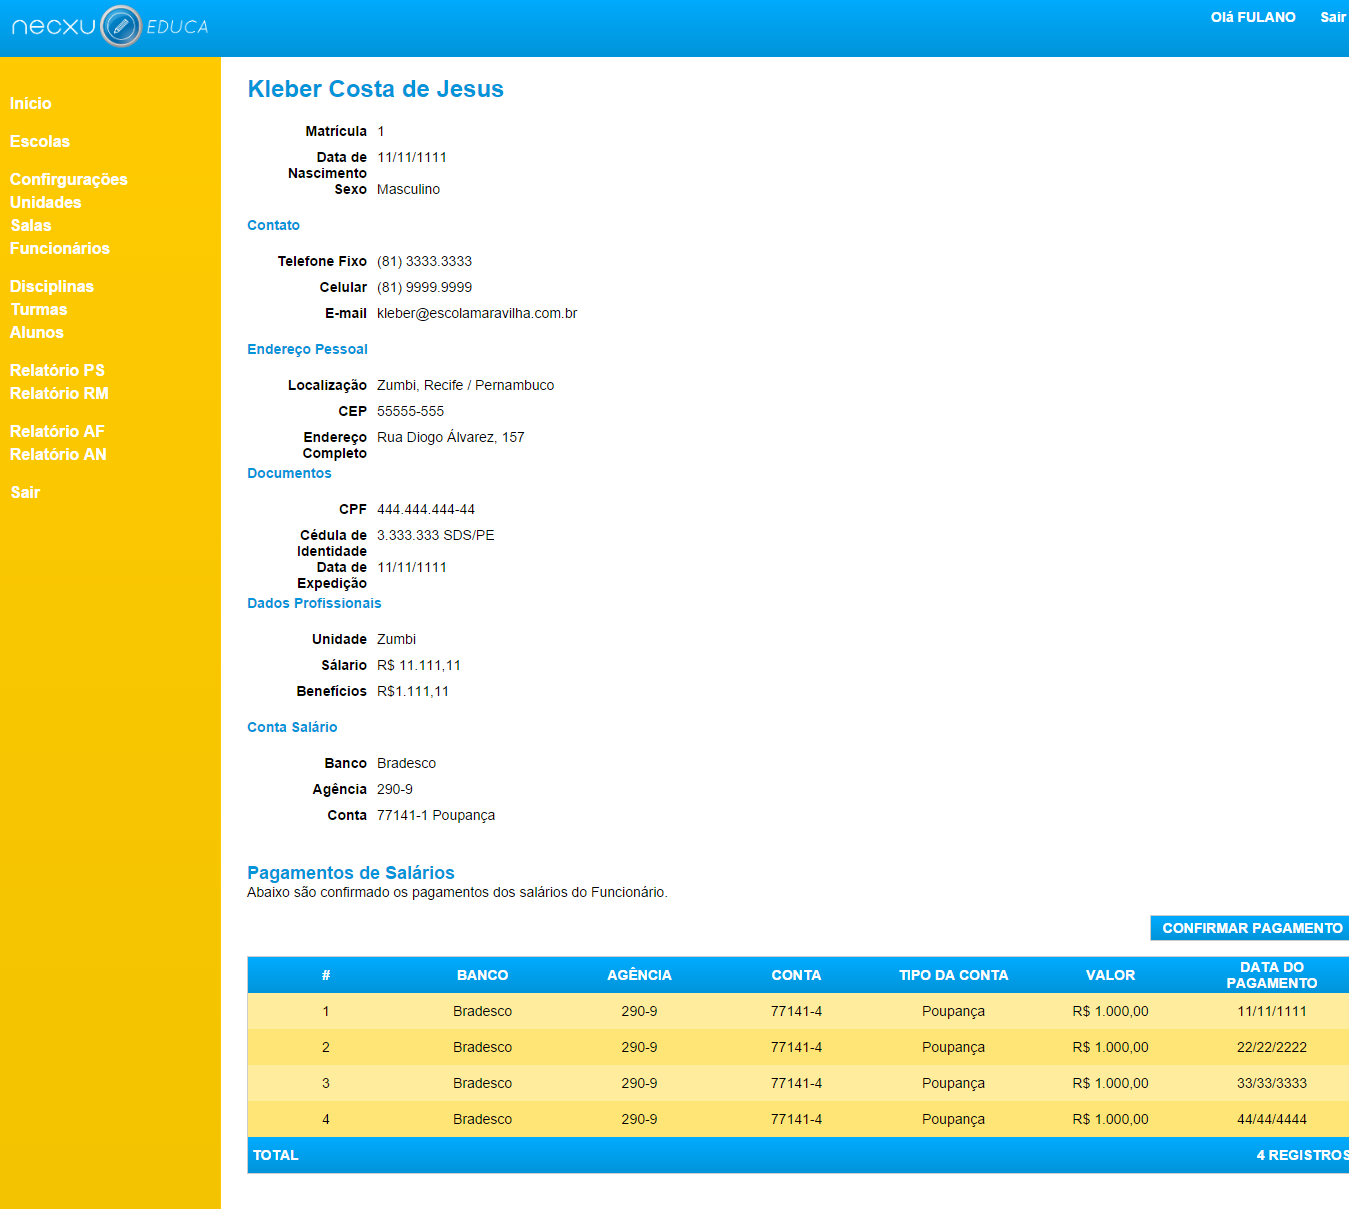 necxu EDUCA
Olá FULANO Sair
Inicio
Escolas
Confirgurações
Unidades
Salas
Funcionários
Disciplinas
Turmas
Alunos
Relatório PS
Relatório RM
Relatório AF
Relatório AN
Sair
Kleber Costa de Jesus
Matrícula 1
Data de 11/11/1111
Nascimento
Sexo Masculino
Contato
Telefone Fixo (81) 3333.3333
Celular (81) 9999.9999
E-mail kleber@escolamaravilha.com.br
Endereço Pessoal
Localização Zumbi, Recife / Pernambuco
CEP 55555-555
Endereço Rua Diogo Álvarez, 157
Completo
Documentos
CPF 444.444.444-44
Cédula de 3.333.333 SDS/PE
Identidade
Data de 11/11/1111
Expedição
Dados Profissionais
Unidade Zumbi
Sálario R$ 11.111,11
Benefícios R$1.111,11
Conta Salário
Banco Bradesco
Agência 290-9
Conta 77141-1 Poupança
Pagamentos de Salários
Abaixo são confirmado os pagamentos dos salários do Funcionário.
CONFIRMAR PAGAMENTO
# BANCO AGÊNCIA CONTA TIPO DA CONTA VALOR DATA DO
PAGAMENTO
1 Bradesco 290-9 77141-4 Poupança R$ 1.000,00 11/11/1111
2 Bradesco 290-9 77141-4 Poupança R$ 1.000,00 22/22/2222
3 Bradesco 290-9 77141-4 Poupança R$ 1.000,00 33/33/3333
4 Bradesco 290-9 77141-4 Poupança R$ 1.000,00 44/44/4444
TOTAL 4 REGISTROS